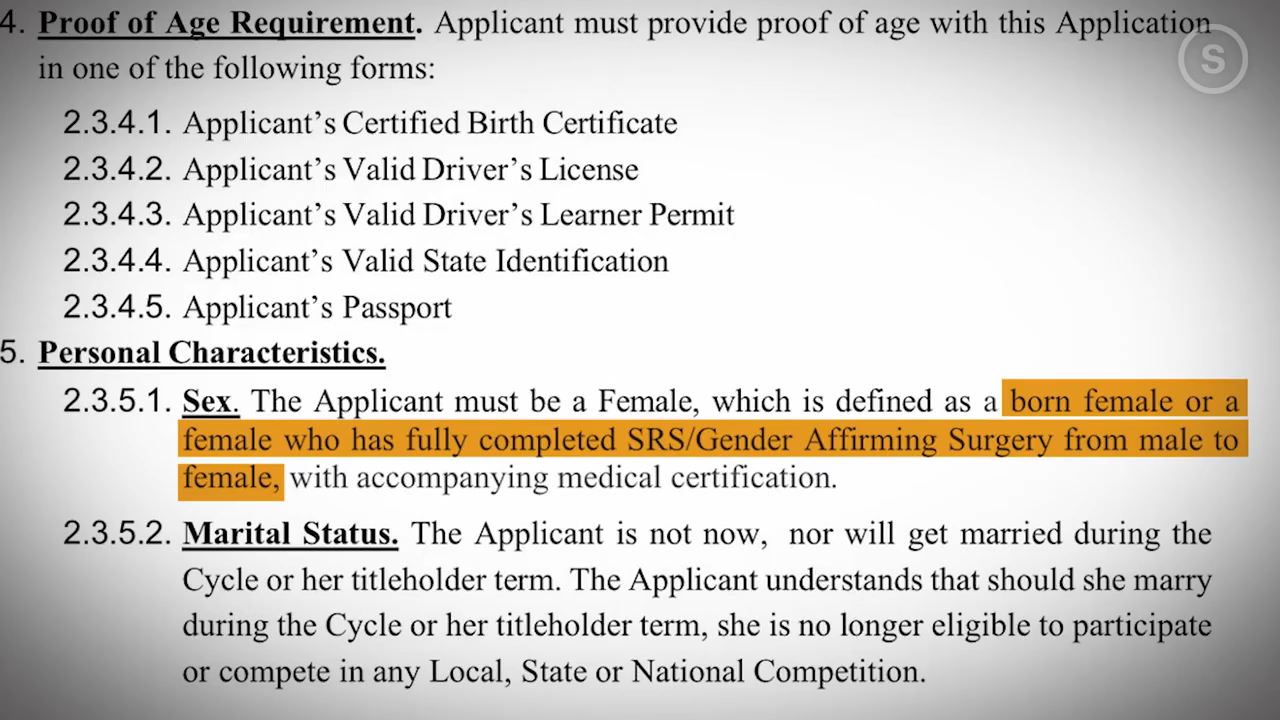 4. Proof of Age Requirement. Applicant must provide proof of age with this Application
in one of the following forms:
2.3.4.1. Applicant's Certified Birth Certificate
2.3.4.2. Applicant's Valid Driver's License
2.3.4.3. Applicant's Valid Driver's Learner Permit
2.3.4.4. Applicant's Valid State Identification
2.3.4.5. Applicant's Passport
5. Personal Characteristics.
2.3.5.1. Sex. The Applicant must be a Female, which is defined as a born female or a
female who has fully completed SRS/Gender Affirming Surgery from male to
female, with accompanying medical certification.
2.3.5.2. Marital Status. The Applicant is not now, nor will get married during the
Cycle or her titleholder term. The Applicant understands that should she marry
during the Cycle or her titleholder term, she is no longer eligible to participate
or compete in any Local, State or National Competition.
S